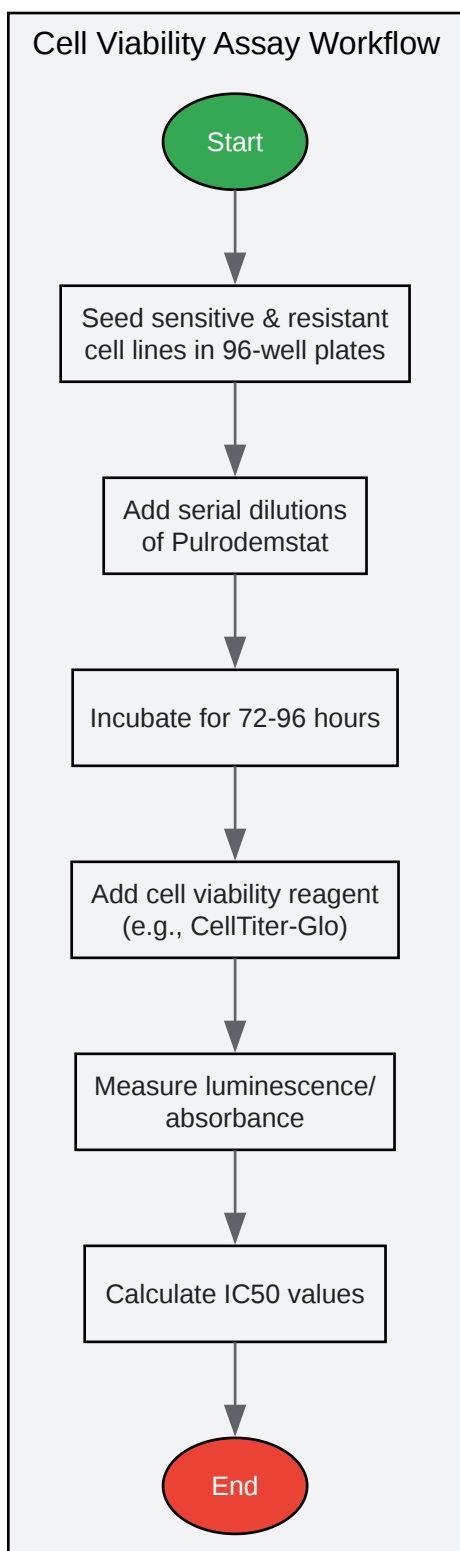 Cell Viability Assay Workflow
Start
Seed sensitive & resistant
cell lines in 96-well plates
Add serial dilutions
of Pulrodemstat
Incubate for 72-96 hours
Add cell viability reagent
(e.g., CellTiter-Glo)
Measure luminescence/
absorbance
Calculate IC50 values
End